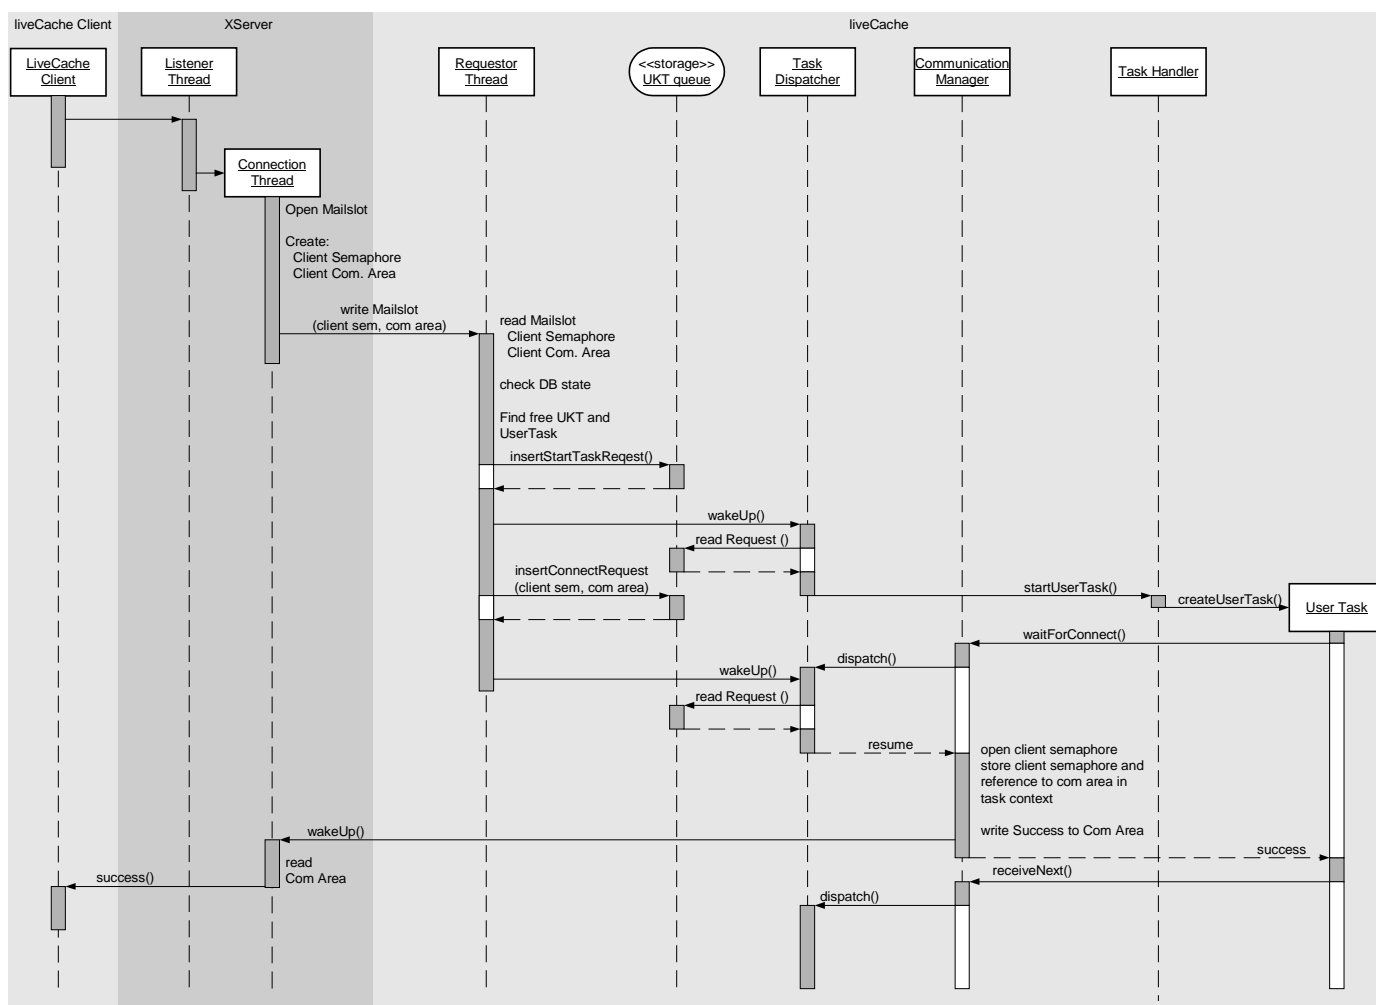 liveCache Client
XServer
liveCache
LiveCache
Client
Listener
Thread
Requestor
Thread
<<storage>>
UKT queue
Task
Dispatcher
Communication
Manager
Task Handler
Connection
Thread
Open Mailslot
Create:
Client Semaphore
Client Com. Area
write Mailslot
(client sem, com area)
read Mailslot
Client Semaphore
Client Com. Area
check DB state
Find free UKT and
UserTask
insertStartTaskReqest()
wakeUp()
read Request ()
insertConnectRequest
(client sem, com area)
startUserTask()
createUserTask()
User Task
waitForConnect()
dispatch()
wakeUp()
read Request ()
resume
open client semaphore
store client semaphore and
reference to com area in
task context
write Success to Com Area
wakeUp()
success
read
Com Area
success()
receiveNext()
dispatch()